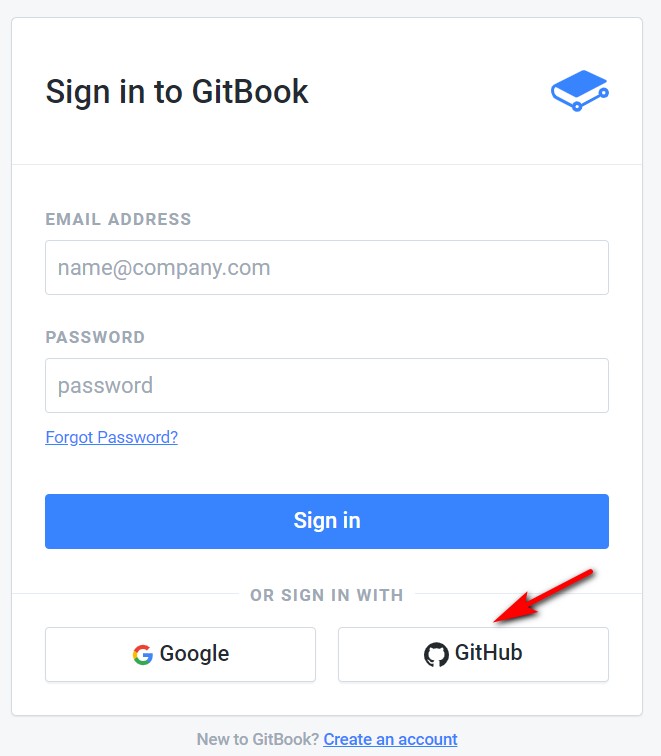 Sign in to GitBook
EMAIL ADDRESS
name@company.com
PASSWORD
password
Forgot Password?
Sign in
OR SIGN IN WITH
Google
GitHub
New to GitBook? Create an account